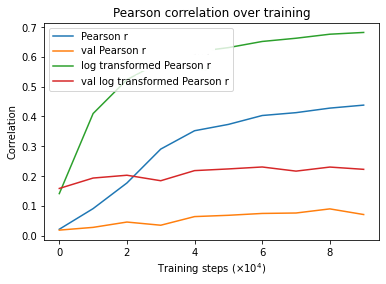 Pearson correlation over training
0.7
0.6
0.5
0.4
0.3
0.2
0.1
0.0
Correlation
Pearson r
val Pearson r
log transformed Pearson r
val log transformed Pearson r
0 2 4 6 8
Training steps (×10⁴)